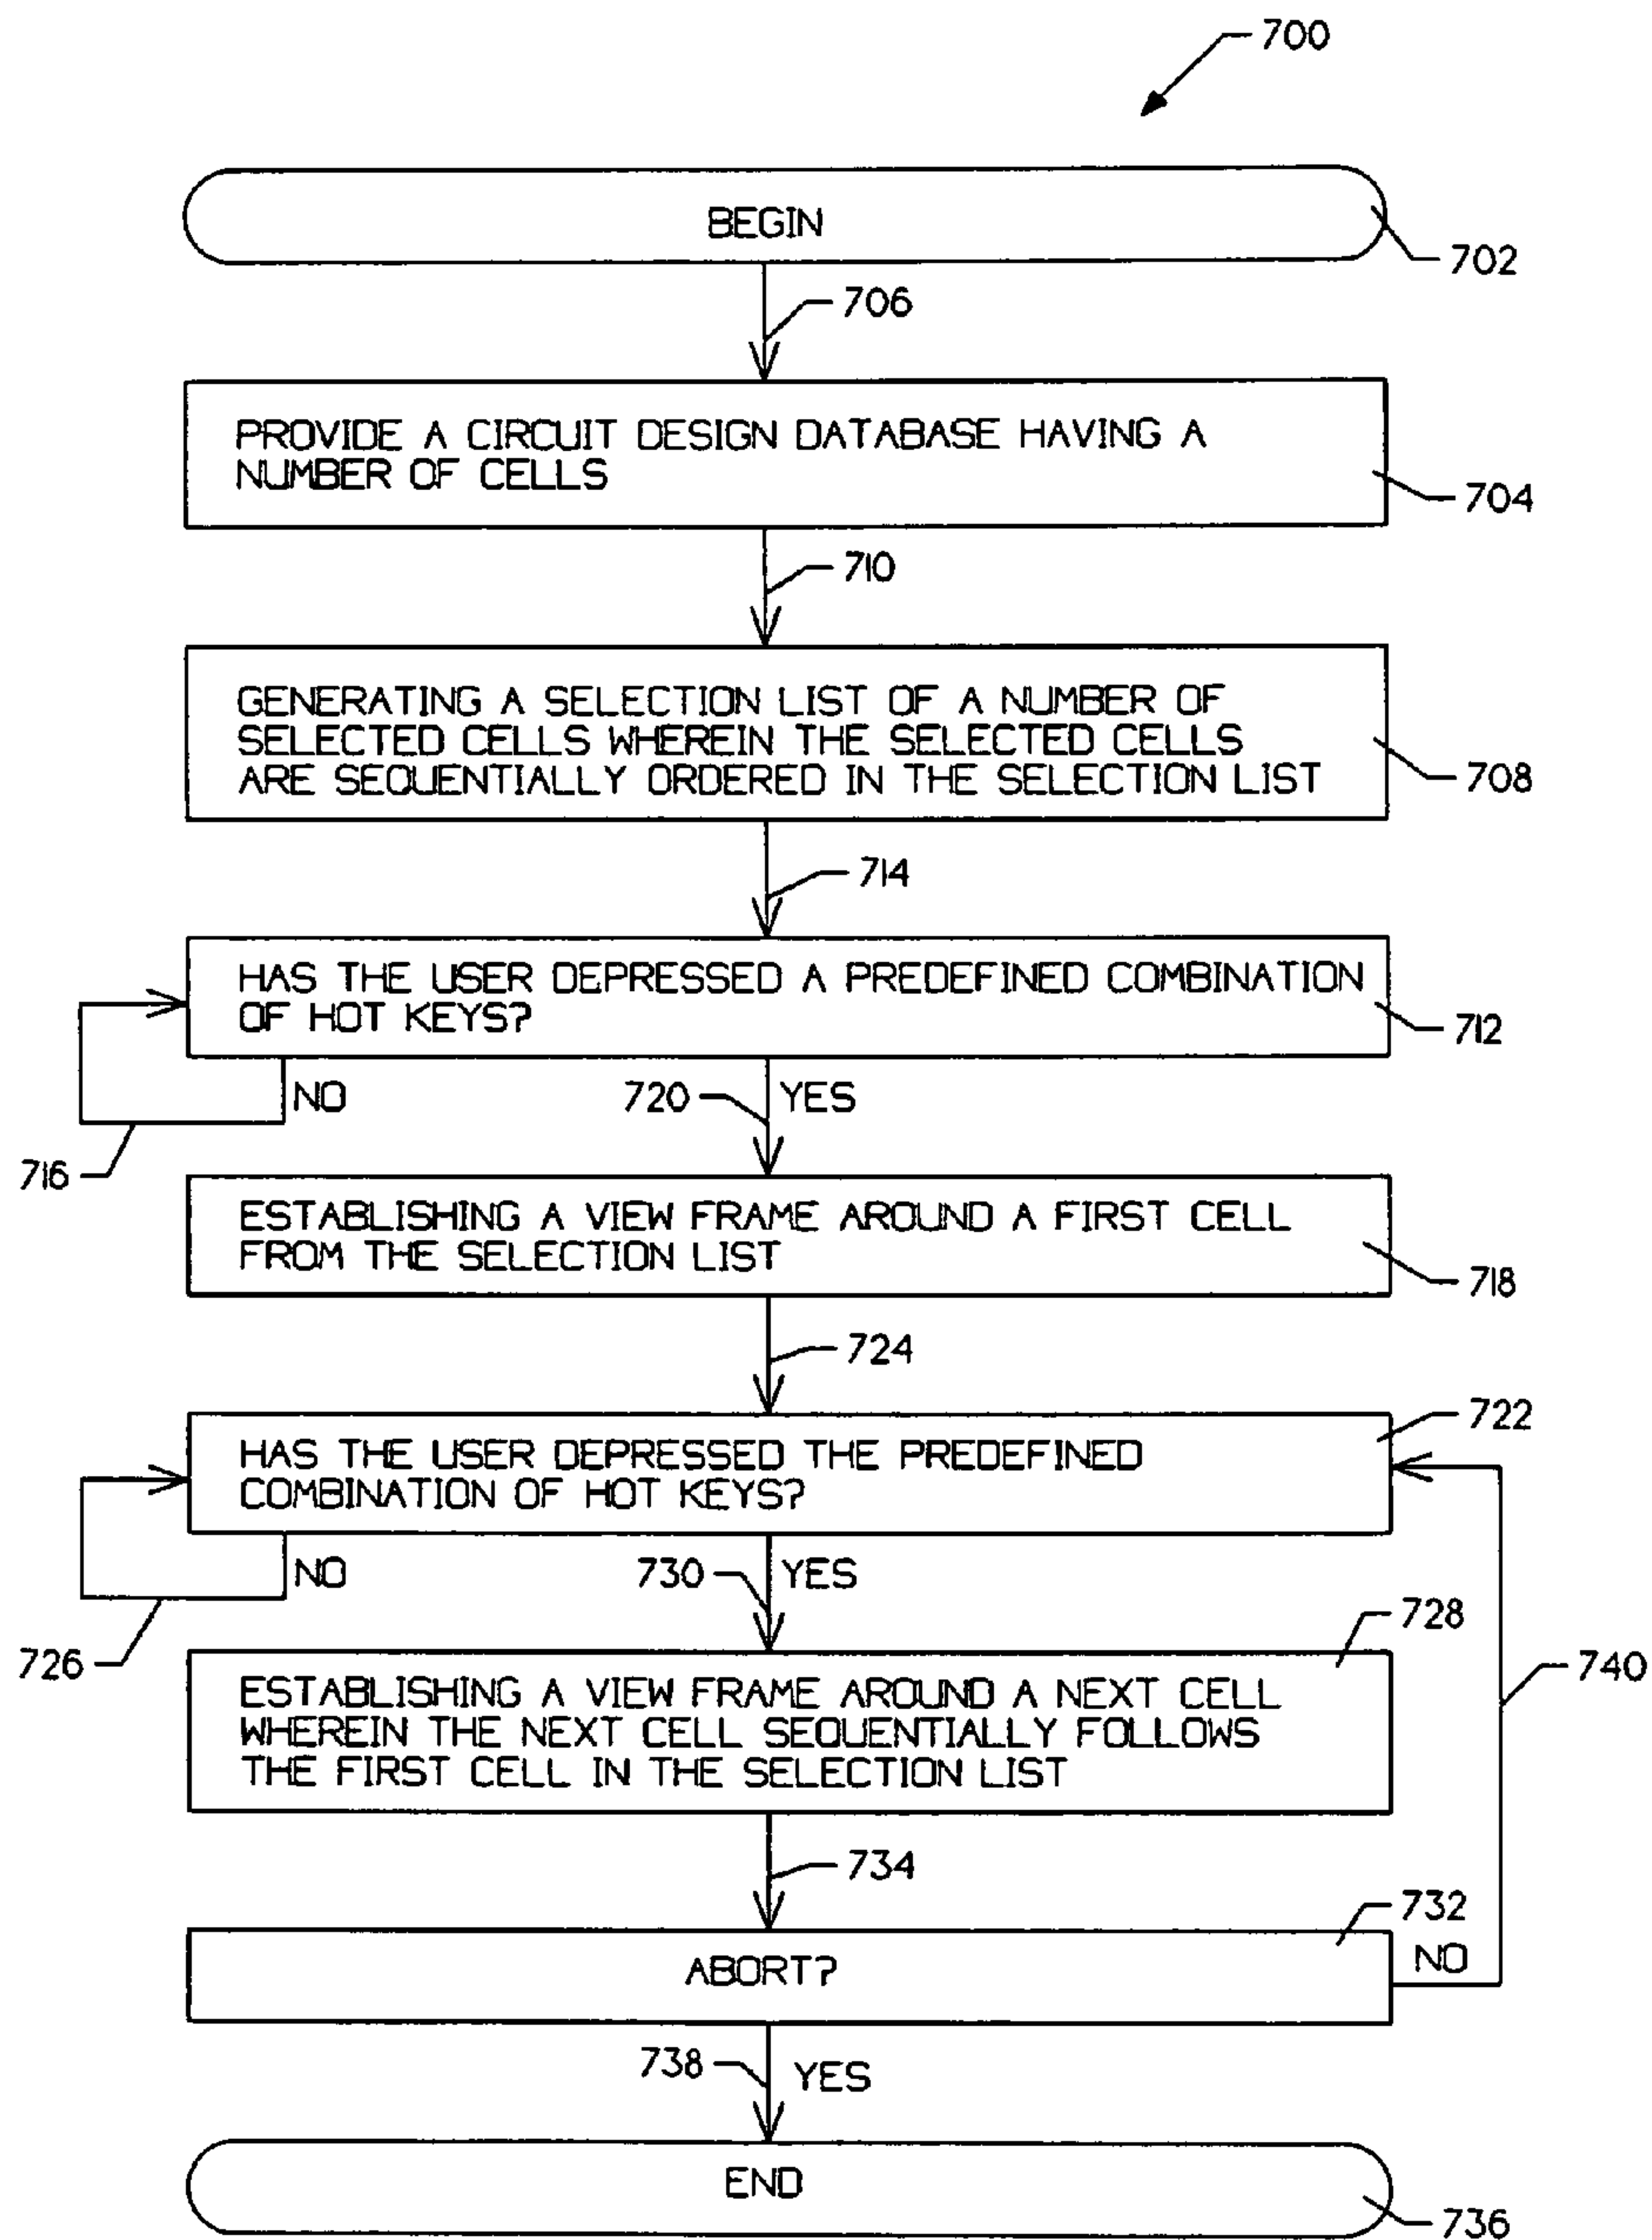 700
BEGIN
702
706
PROVIDE A CIRCUIT DESIGN DATABASE HAVING A
NUMBER OF CELLS
704
710
GENERATING A SELECTION LIST OF A NUMBER OF
SELECTED CELLS WHEREIN THE SELECTED CELLS
ARE SEQUENTIALLY ORDERED IN THE SELECTION LIST
708
714
HAS THE USER DEPRESSED A PREDEFINED COMBINATION
OF HOT KEYS?
712
NO
720
YES
716
ESTABLISHING A VIEW FRAME AROUND A FIRST CELL
FROM THE SELECTION LIST
718
724
722
HAS THE USER DEPRESSED THE PREDEFINED
COMBINATION OF HOT KEYS?
NO
730
YES
728
726
740
ESTABLISHING A VIEW FRAME AROUND A NEXT CELL
WHEREIN THE NEXT CELL SEQUENTIALLY FOLLOWS
THE FIRST CELL IN THE SELECTION LIST
734
732
ABORT?
NO
738
YES
END
736